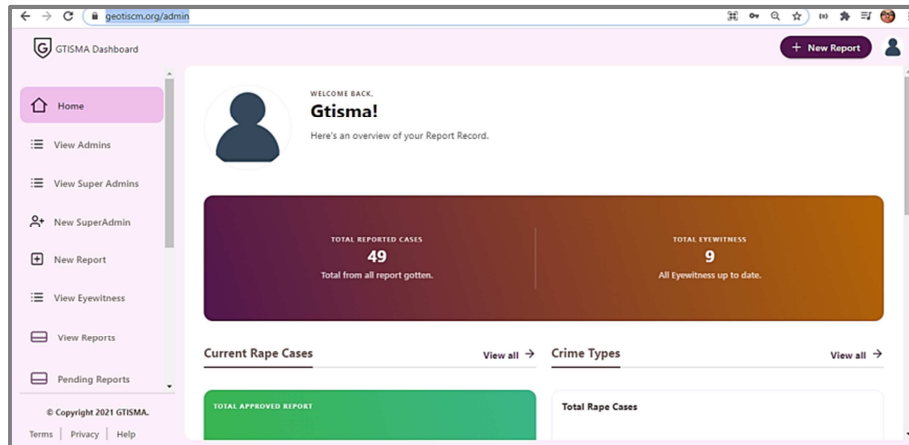 geotiscm.org/admin
GTISMA Dashboard
+ New Report
Home
View Admins
View Super Admins
New SuperAdmin
New Report
View Eyewitness
View Reports
Pending Reports
© Copyright 2021 GTISMA.
Terms | Privacy | Help
WELCOME BACK,
Gtisma!
Here's an overview of your Report Record.
TOTAL REPORTED CASES
49
Total from all report gotten.
TOTAL EYEWITNESS
9
All Eyewitness up to date.
Current Rape Cases
View all →
Crime Types
View all →
TOTAL APPROVED REPORT
Total Rape Cases